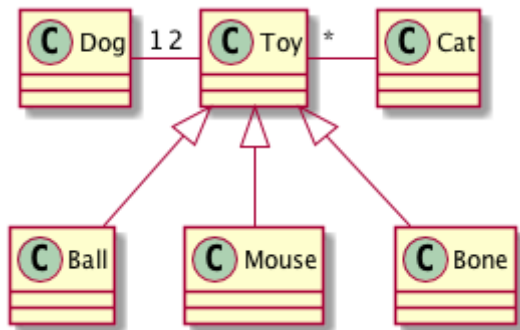 C Dog 1 2 C Toy * C Cat
C Ball C Mouse C Bone